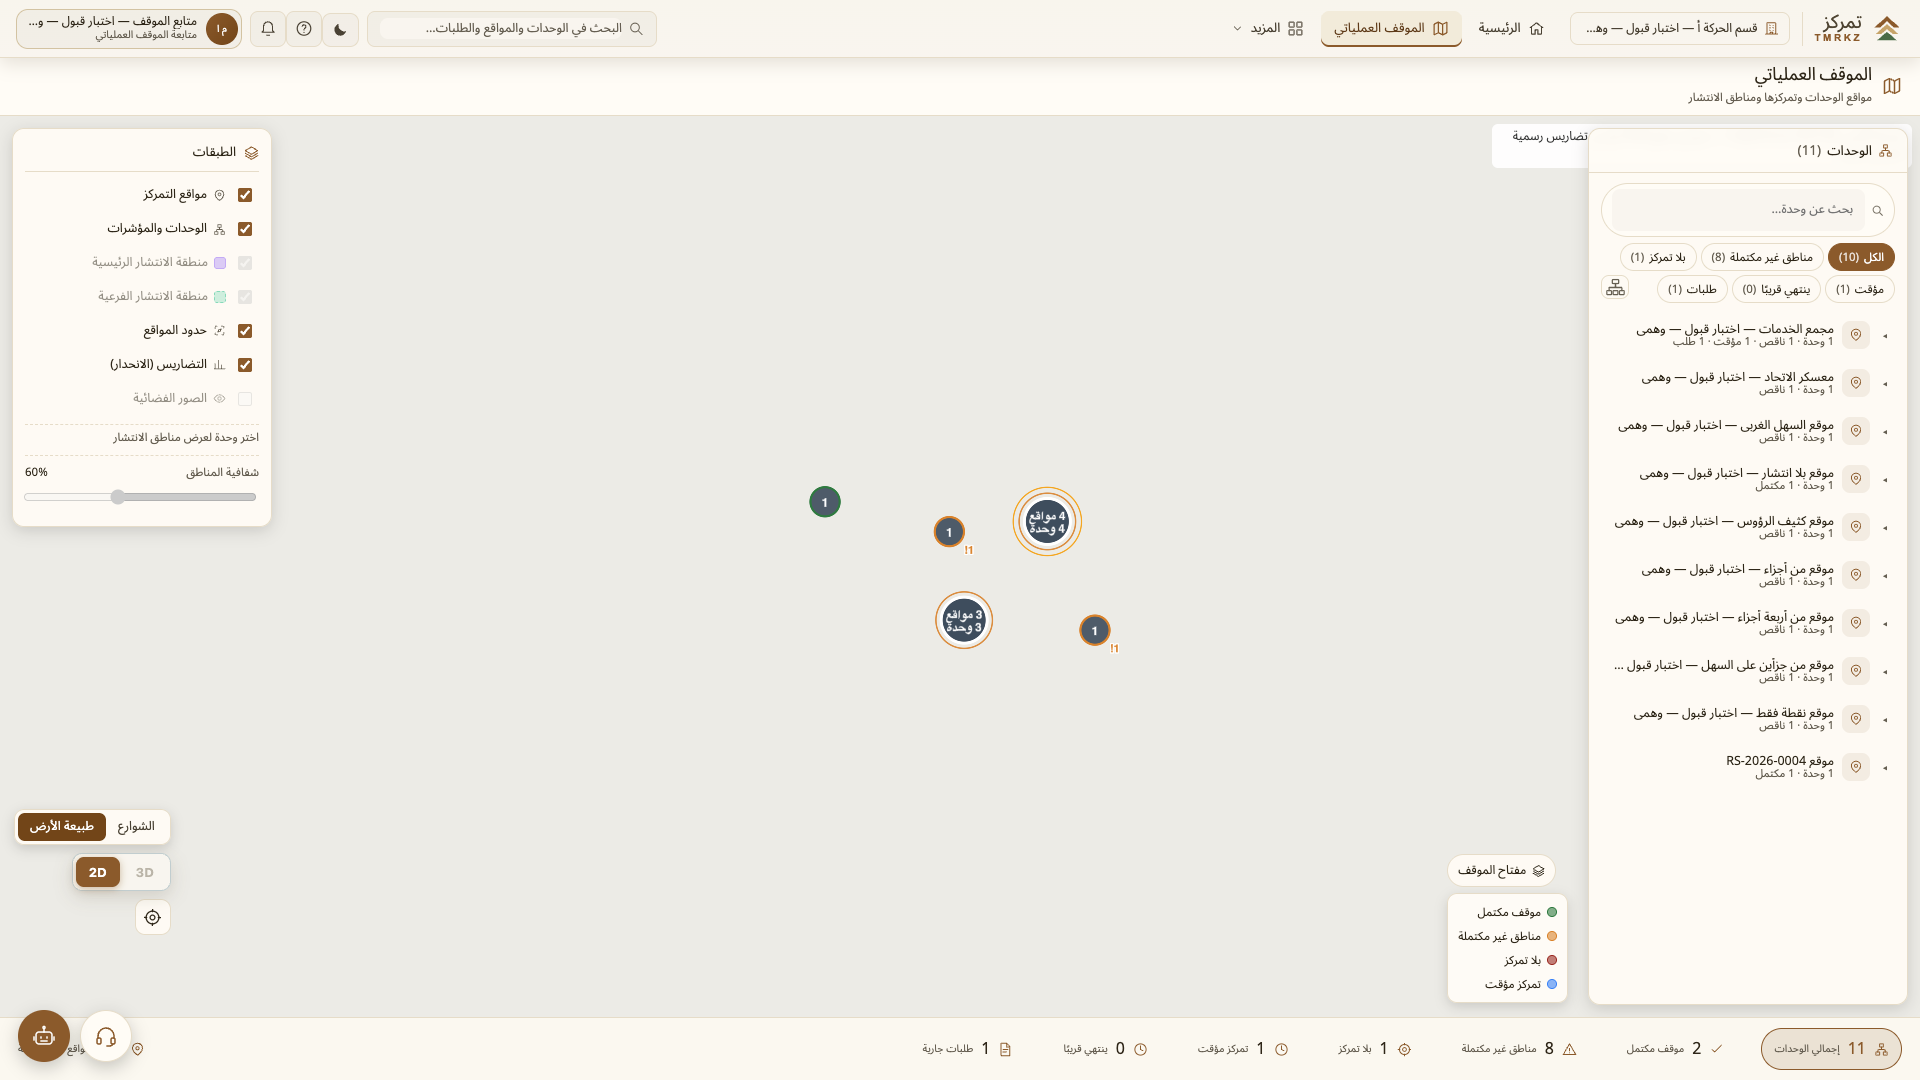 تمركز
TMRKZ
قسم الحركة أ — اختبار قبول — وه...
الرئيسية
الموقف العملياتي
المزيد
البحث في الوحدات والمواقع والطلبات...
متابع الموقف — اختبار قبول — و...
متابعة الموقف العملياتي
م ا
الموقف العملياتي
مواقع الوحدات وتمركزها ومناطق الانتشار
تضاريس رسمية
الوحدات (11)
بحث عن وحدة...
الكل (10)
مناطق غير مكتملة (8)
بلا تمركز (1)
مؤقت (1)
ينتهي قريبًا (0)
طلبات (1)
مجمع الخدمات — اختبار قبول — وهمي
1 وحدة · 1 ناقص · 1 مؤقت · 1 طلب
معسكر الاتحاد — اختبار قبول — وهمي
1 وحدة · 1 ناقص
موقع السهل الغربي — اختبار قبول — وهمي
1 وحدة · 1 ناقص
موقع بلا انتشار — اختبار قبول — وهمي
1 وحدة · 1 مكتمل
موقع كثيف الرؤوس — اختبار قبول — وهمي
1 وحدة · 1 ناقص
موقع من أجزاء — اختبار قبول — وهمي
1 وحدة · 1 ناقص
موقع من أربعة أجزاء — اختبار قبول — وهمي
1 وحدة · 1 ناقص
موقع من جزأين على السهل — اختبار قبول ...
1 وحدة · 1 ناقص
موقع نقطة فقط — اختبار قبول — وهمي
1 وحدة · 1 ناقص
موقع RS-2026-0004
1 وحدة · 1 مكتمل
الطبقات
مواقع التمركز
الوحدات والمؤشرات
منطقة الانتشار الرئيسية
منطقة الانتشار الفرعية
حدود المواقع
التضاريس (الانحدار)
الصور الفضائية
اختر وحدة لعرض مناطق الانتشار
شفافية المناطق
60%
1
1
!1
4 مواقع
4 وحدة
3 مواقع
3 وحدة
1
!1
الشوارع
طبيعة الأرض
3D
2D
مفتاح الموقف
موقف مكتمل
مناطق غير مكتملة
بلا تمركز
تمركز مؤقت
11 إجمالي الوحدات
2 موقف مكتمل
8 مناطق غير مكتملة
1 بلا تمركز
1 تمركز مؤقت
0 ينتهي قريبًا
1 طلبات جارية